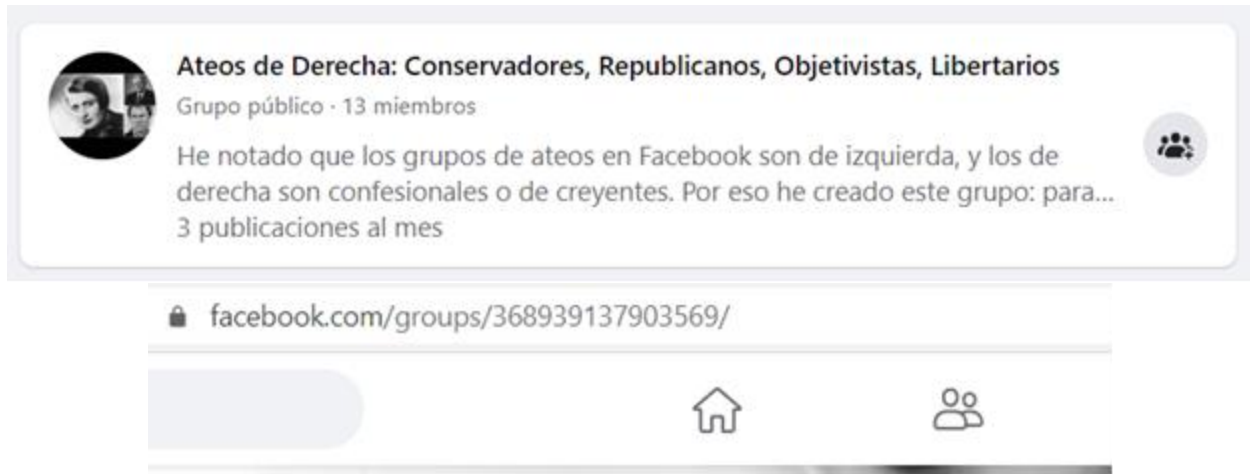 Ateos de Derecha: Conservadores, Republicanos, Objetivistas, Libertarios
Grupo público · 13 miembros
He notado que los grupos de ateos en Facebook son de izquierda, y los de
derecha son confesionales o de creyentes. Por eso he creado este grupo: para...
3 publicaciones al mes
facebook.com/groups/368939137903569/